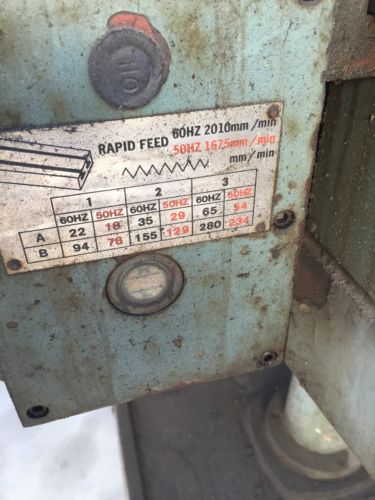 OIL
RAPID FEED 60HZ 2010mm/min
50HZ 1675mm/min
mm/min
1 2 3
60HZ 50HZ 60HZ 50HZ 60HZ 50HZ
A 22 18 35 29 65 54
B 94 78 155 129 280 234